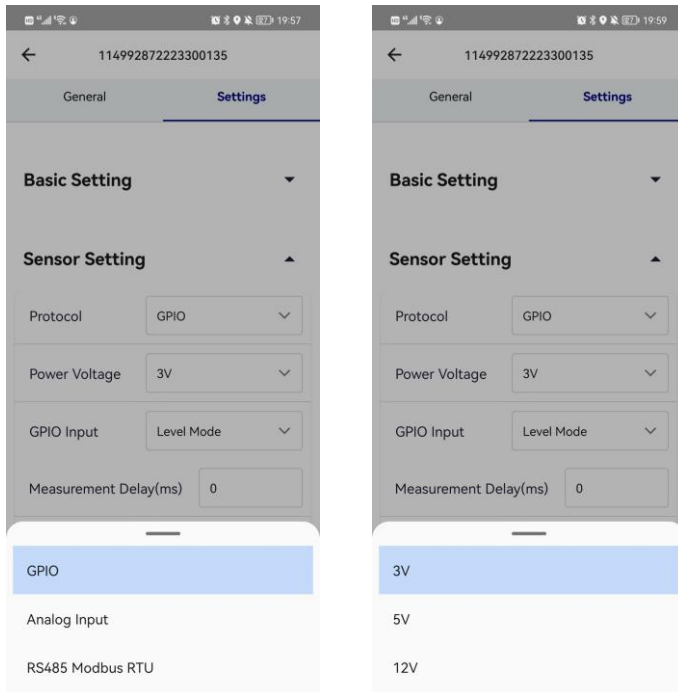 19:57
114992872223300135
General Settings
Basic Setting
Sensor Setting
Protocol GPIO
Power Voltage 3V
GPIO Input Level Mode
Measurement Delay(ms) 0
GPIO
Analog Input
RS485 Modbus RTU
19:59
114992872223300135
General Settings
Basic Setting
Sensor Setting
Protocol GPIO
Power Voltage 3V
GPIO Input Level Mode
Measurement Delay(ms) 0
3V
5V
12V